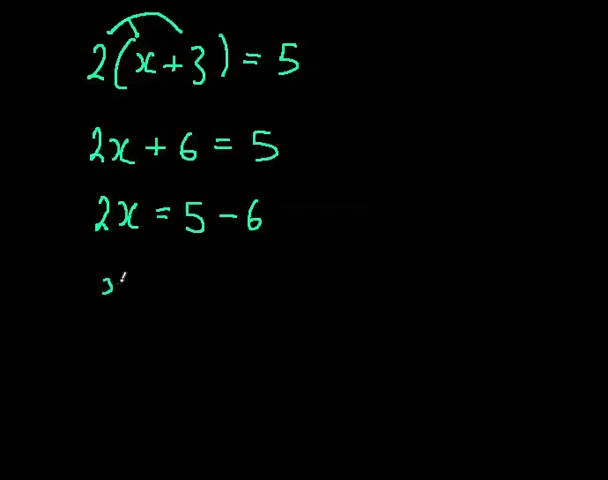 2(x+3) = 5
2x + 6 = 5
2x = 5 - 6